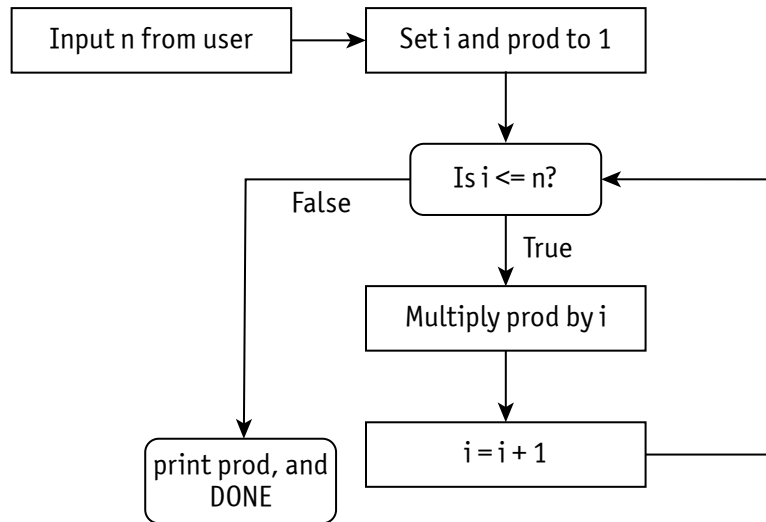 Input n from user
Set i and prod to 1
Is i <= n?
False
True
Multiply prod by i
i = i + 1
print prod, and
DONE